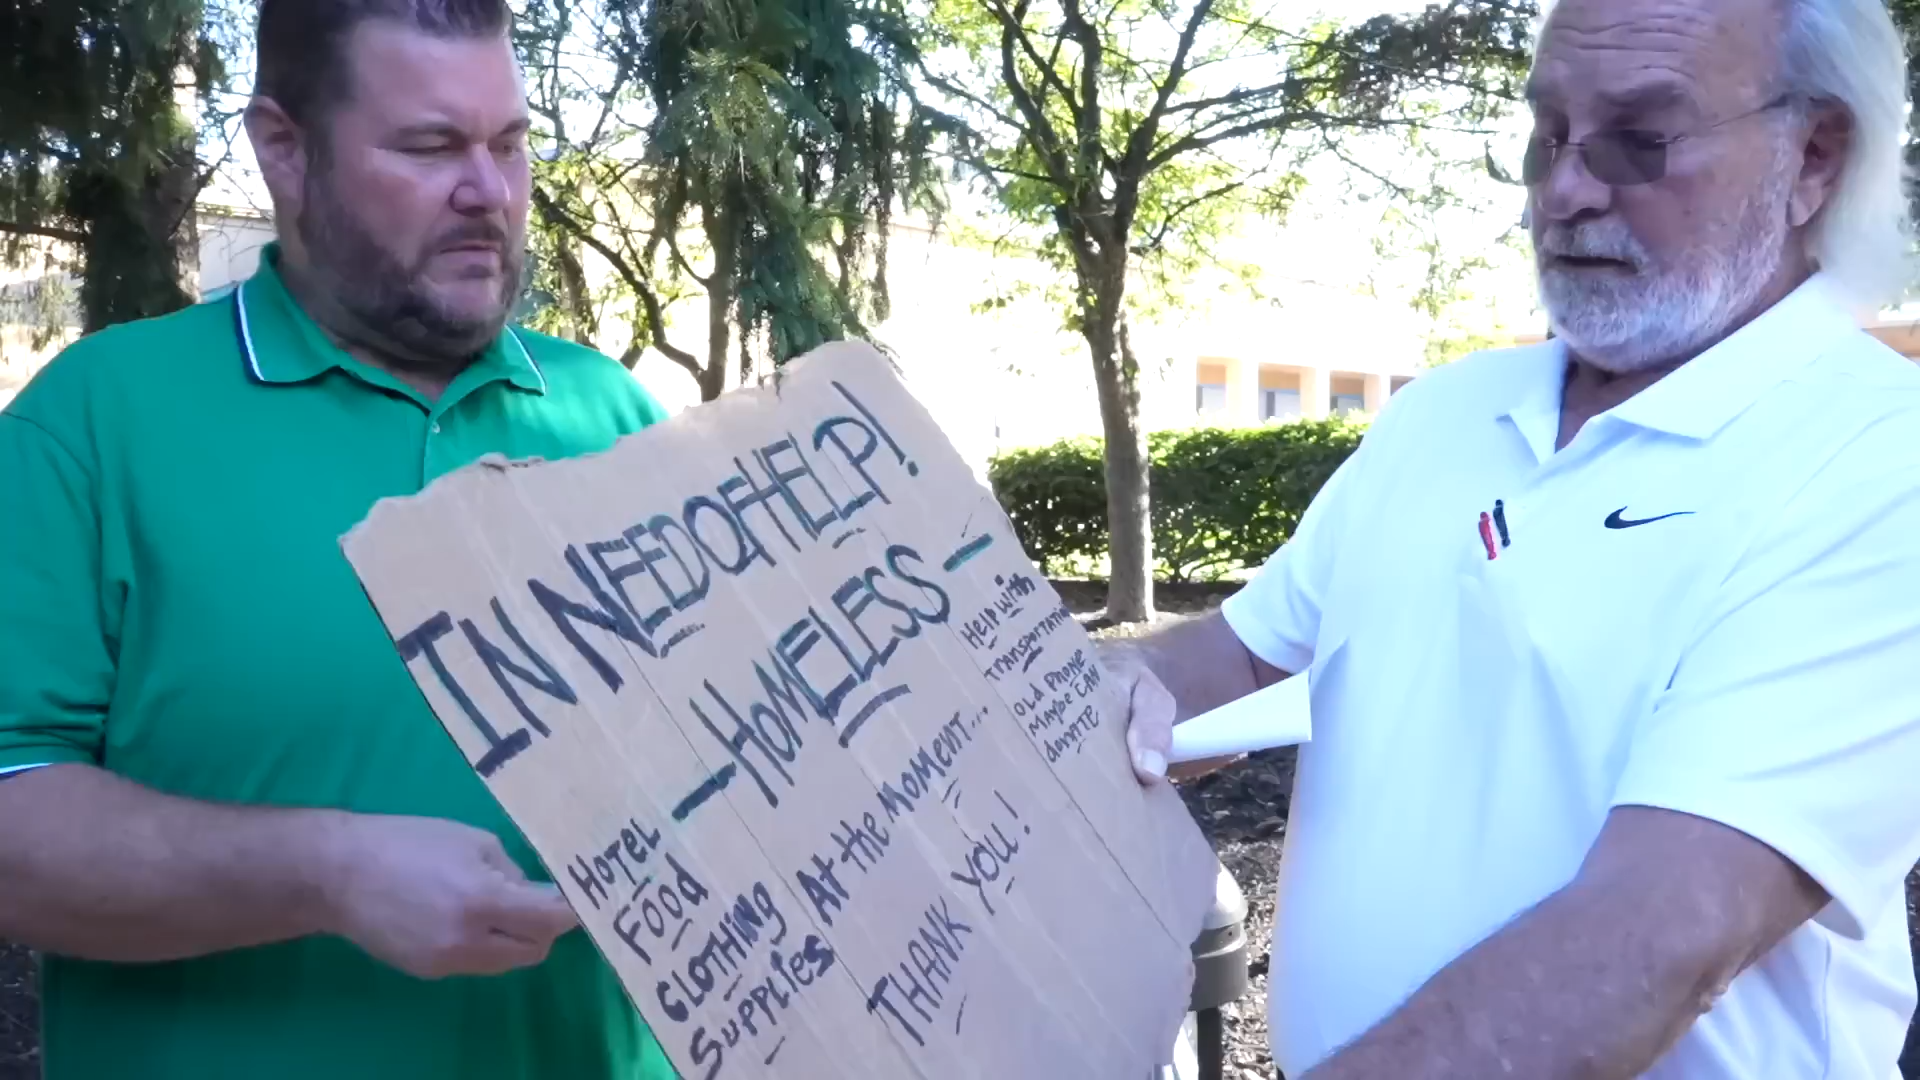 IN NEED OF HELP!
-HOMELESS-
HOTEL
FOOd
CLOTHING
Supplies
At the MOMENT...
THANK YOU!
Help with
TRANSPORTATION
OLd PHONE
MAYBE CAN
donATE